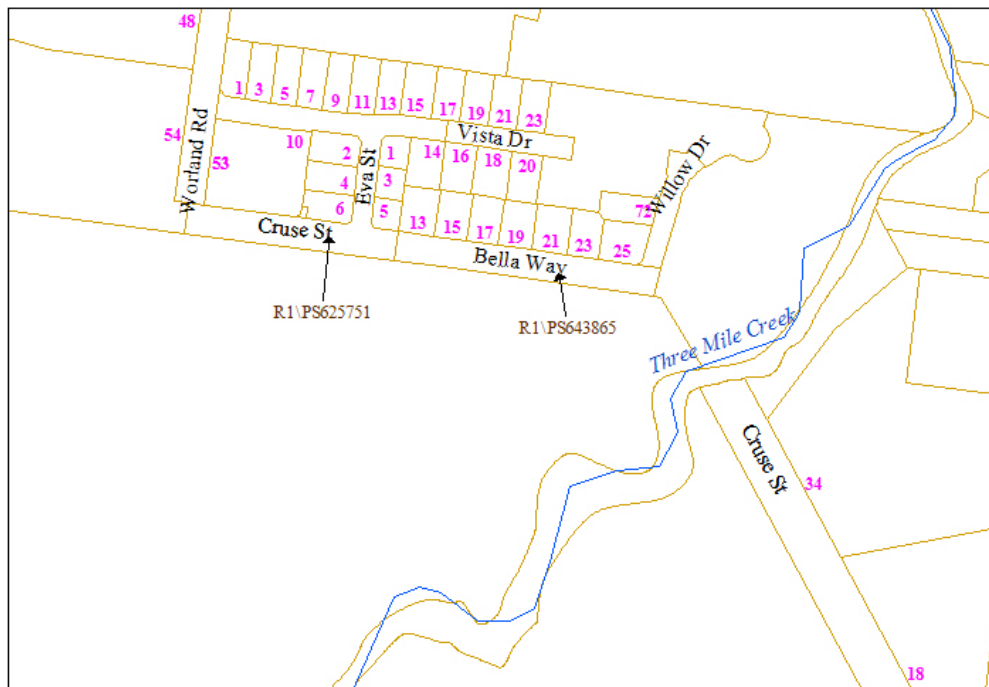 48
1 3 5 7 9 11 13 15 17 19 21 23
Worland Rd
54
53
10
2
4
6
Eva St
1
3
5
Vista Dr
14 16 18 20
13 15 17 19 21 23 25
72
Willow Dr
Cruse St
Bella Way
R1\PS625751
R1\PS643865
Three Mile Creek
Cruse St
34
18